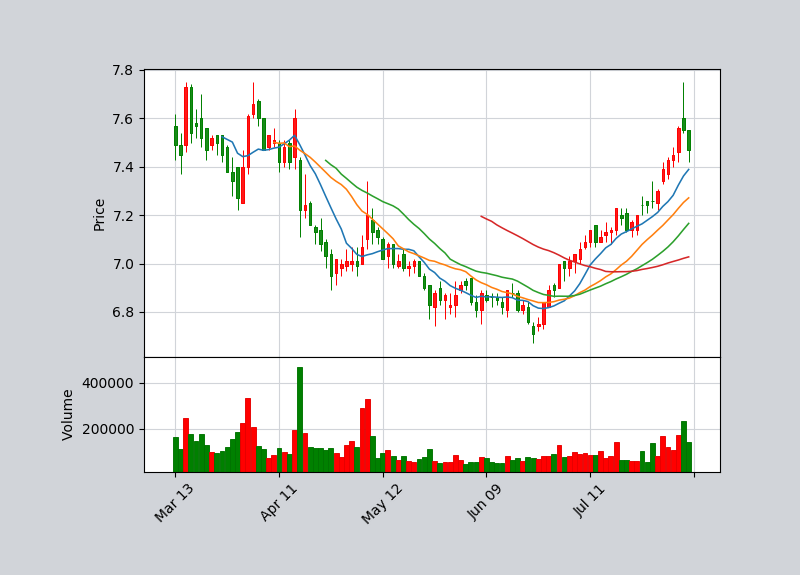 7.8
7.6
7.4
7.2
7.0
6.8
Price
400000
200000
Volume
Mar 13
Apr 11
May 12
Jun 09
Jul 11